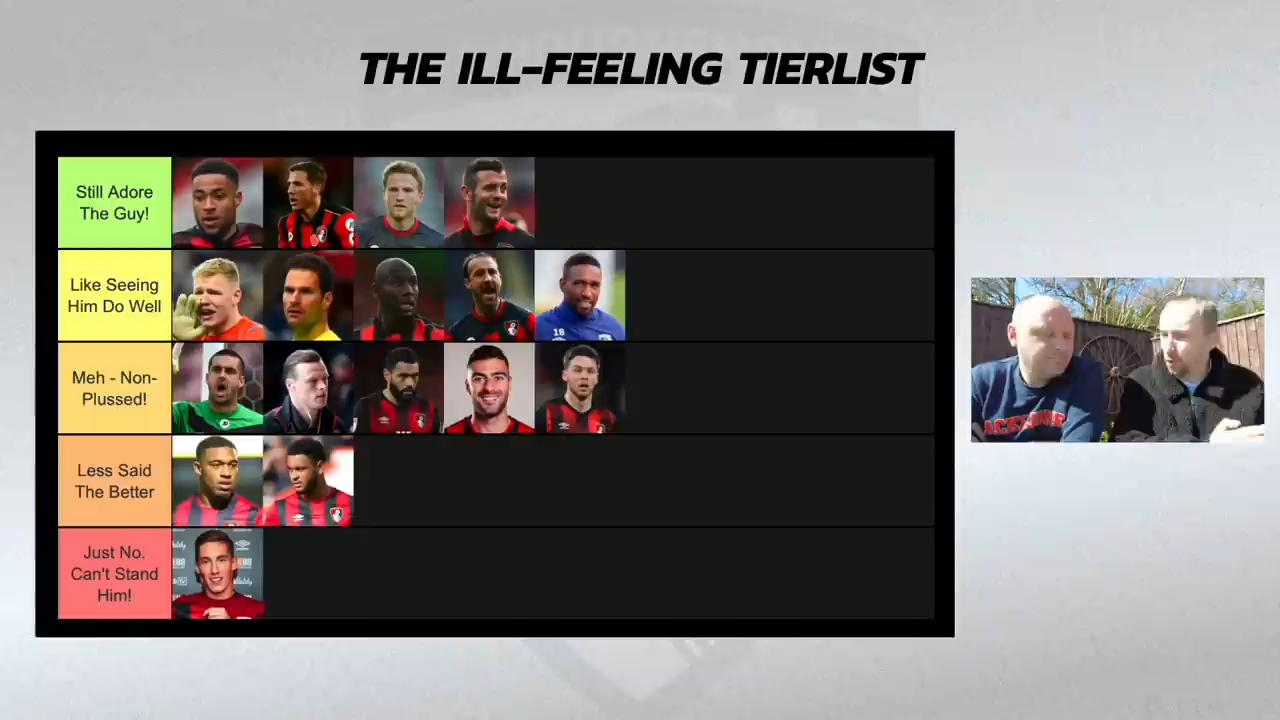 THE ILL-FEELING TIERLIST
Still Adore
The Guy!
Like Seeing
Him Do Well
18
Meh - Non-
Plussed!
Less Said
The Better
Just No.
Can't Stand
Him!